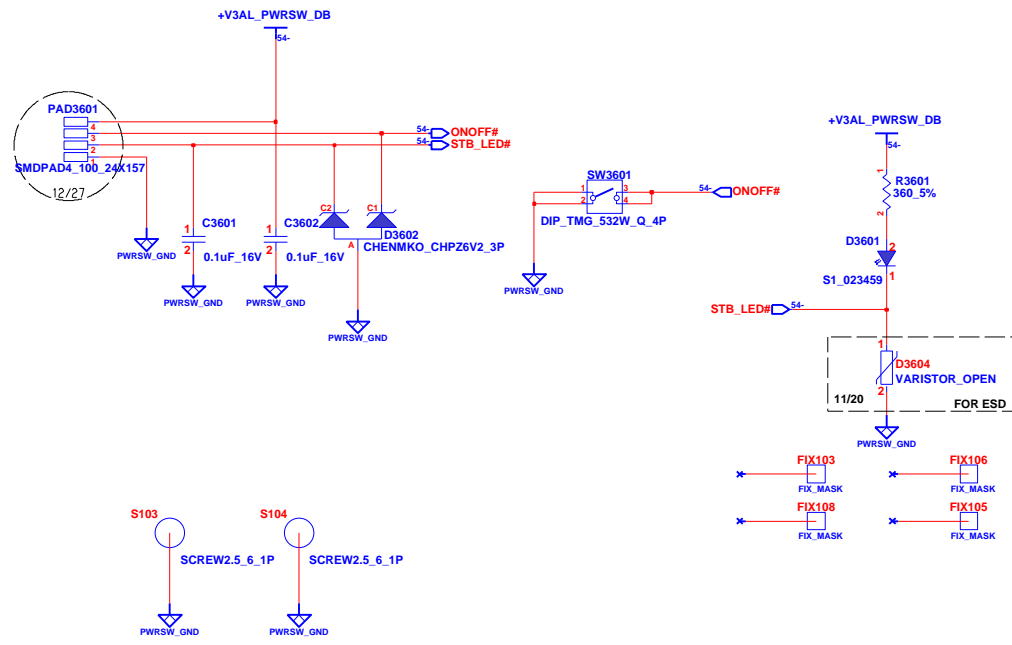 +V3AL_PWRSW_DB
54-
PAD3601
4
3
2
1
SMDPAD4_100_24X157
12/27
54- ONOFF#
54- STB_LED#
PWRSW_GND
C3601
1
2
0.1uF_16V
PWRSW_GND
C3602
1
2
0.1uF_16V
PWRSW_GND
C2
C1
A
D3602
CHENMKO_CHPZ6V2_3P
PWRSW_GND
SW3601
1
2
3
4
DIP_TMG_532W_Q_4P
54- ONOFF#
PWRSW_GND
+V3AL_PWRSW_DB
54-
1
R3601
360_5%
2
D3601
2
S1_023459
1
STB_LED# 54-
1
D3604
VARISTOR_OPEN
2
11/20
FOR ESD
PWRSW_GND
FIX103
FIX_MASK
FIX106
FIX_MASK
FIX108
FIX_MASK
FIX105
FIX_MASK
S103
SCREW2.5_6_1P
PWRSW_GND
S104
SCREW2.5_6_1P
PWRSW_GND